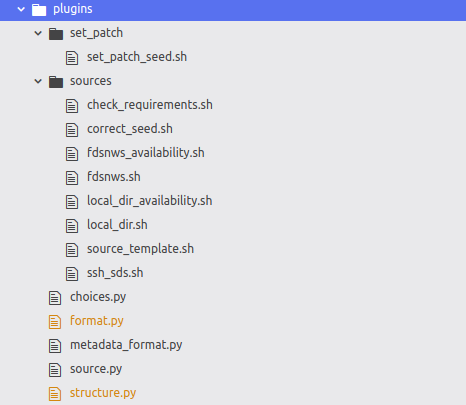 plugins
set_patch
set_patch_seed.sh
sources
check_requirements.sh
correct_seed.sh
fdsnws_availability.sh
fdsnws.sh
local_dir_availability.sh
local_dir.sh
source_template.sh
ssh_sds.sh
choices.py
format.py
metadata_format.py
source.py
structure.py